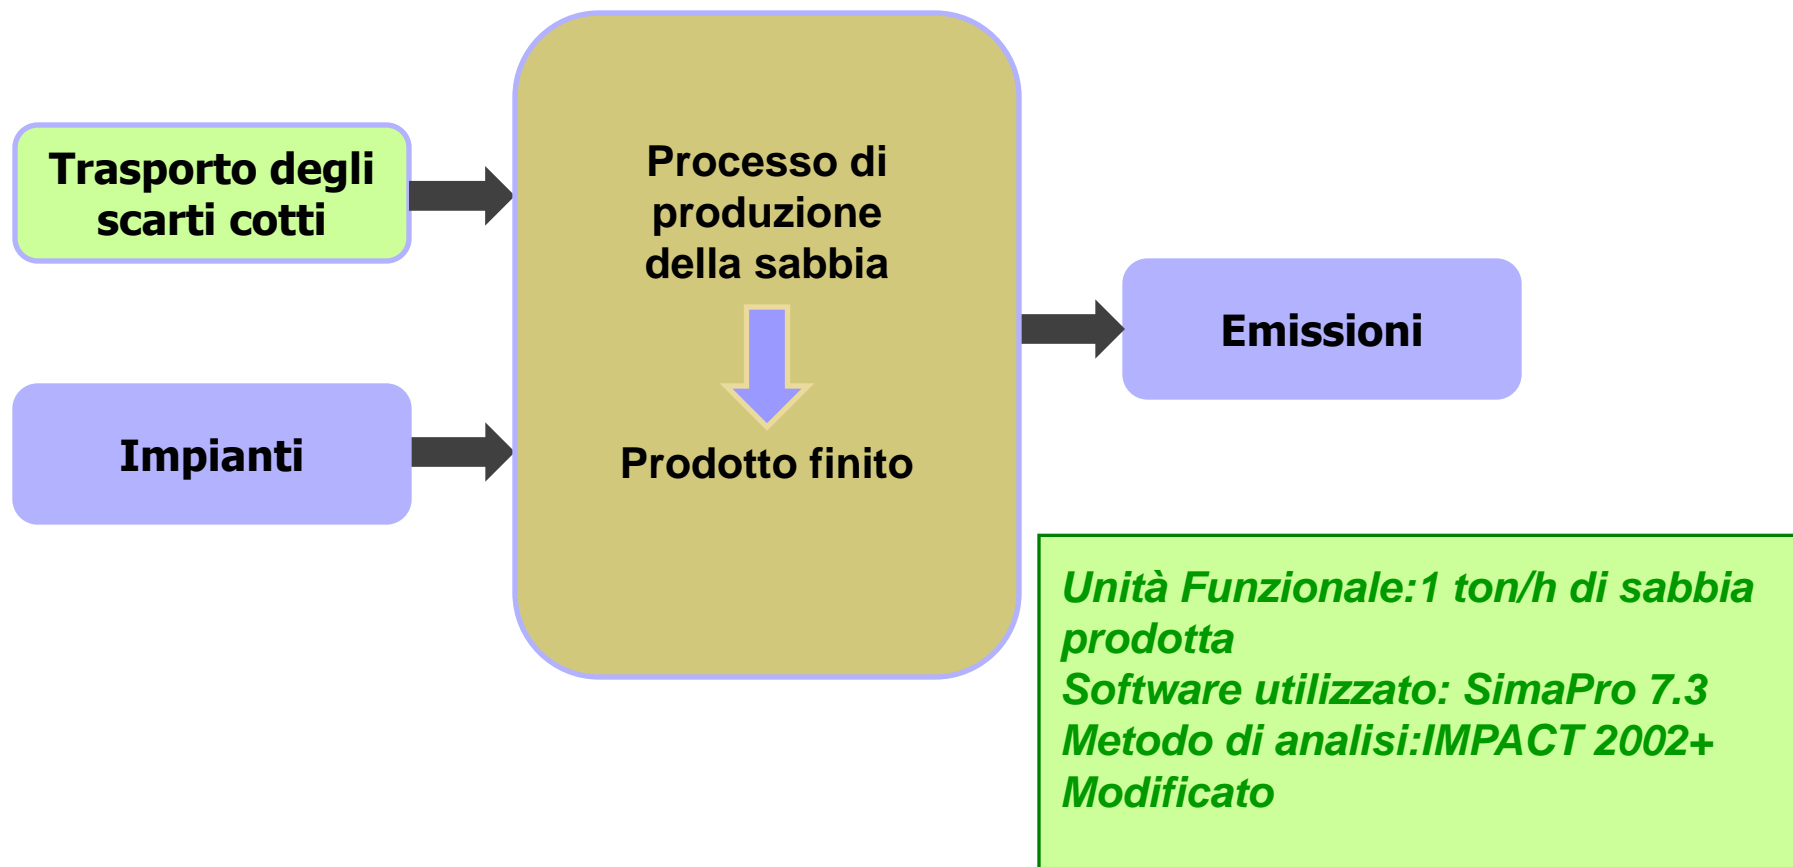 Trasporto degli
scarti cotti
Impianti
Processo di
produzione
della sabbia
Prodotto finito
Emissioni
Unità Funzionale:1 ton/h di sabbia
prodotta
Software utilizzato: SimaPro 7.3
Metodo di analisi:IMPACT 2002+
Modificato